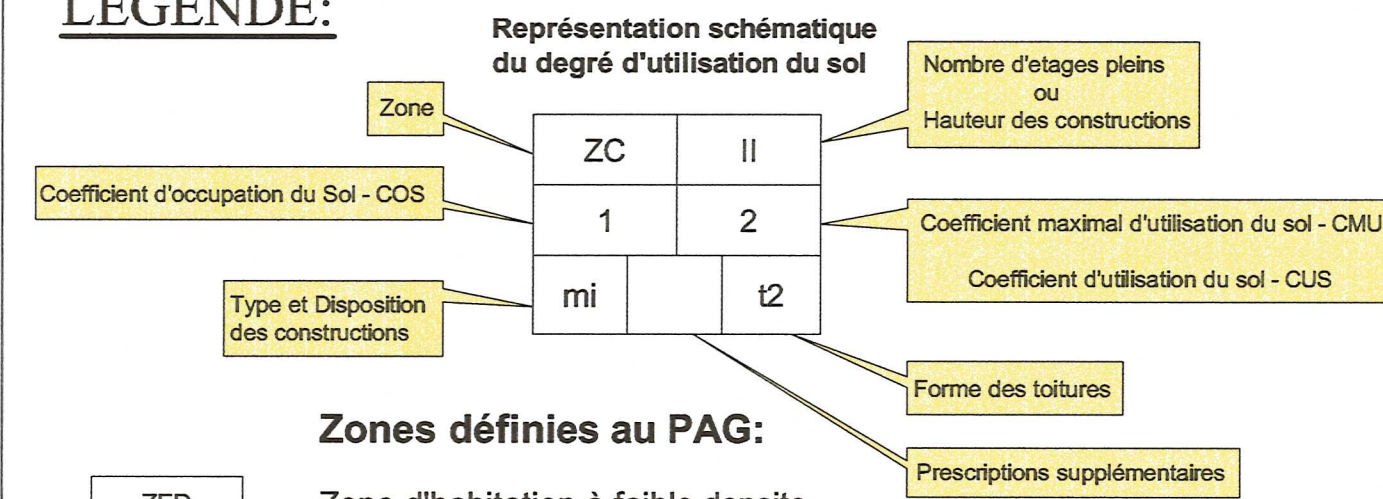 LÉGENDE:
Représentation schématique
du degré d'utilisation du sol
Nombre d'etages pleins
ou
Hauteur des constructions
Zone
ZC
II
Coefficient d'occupation du Sol - COS
1
2
Coefficient maximal d'utilisation du sol - CMU
Coefficient d'utilisation du sol - CUS
Type et Disposition
des constructions
mi
t2
Forme des toitures
Zones définies au PAG:
Prescriptions supplémentaires